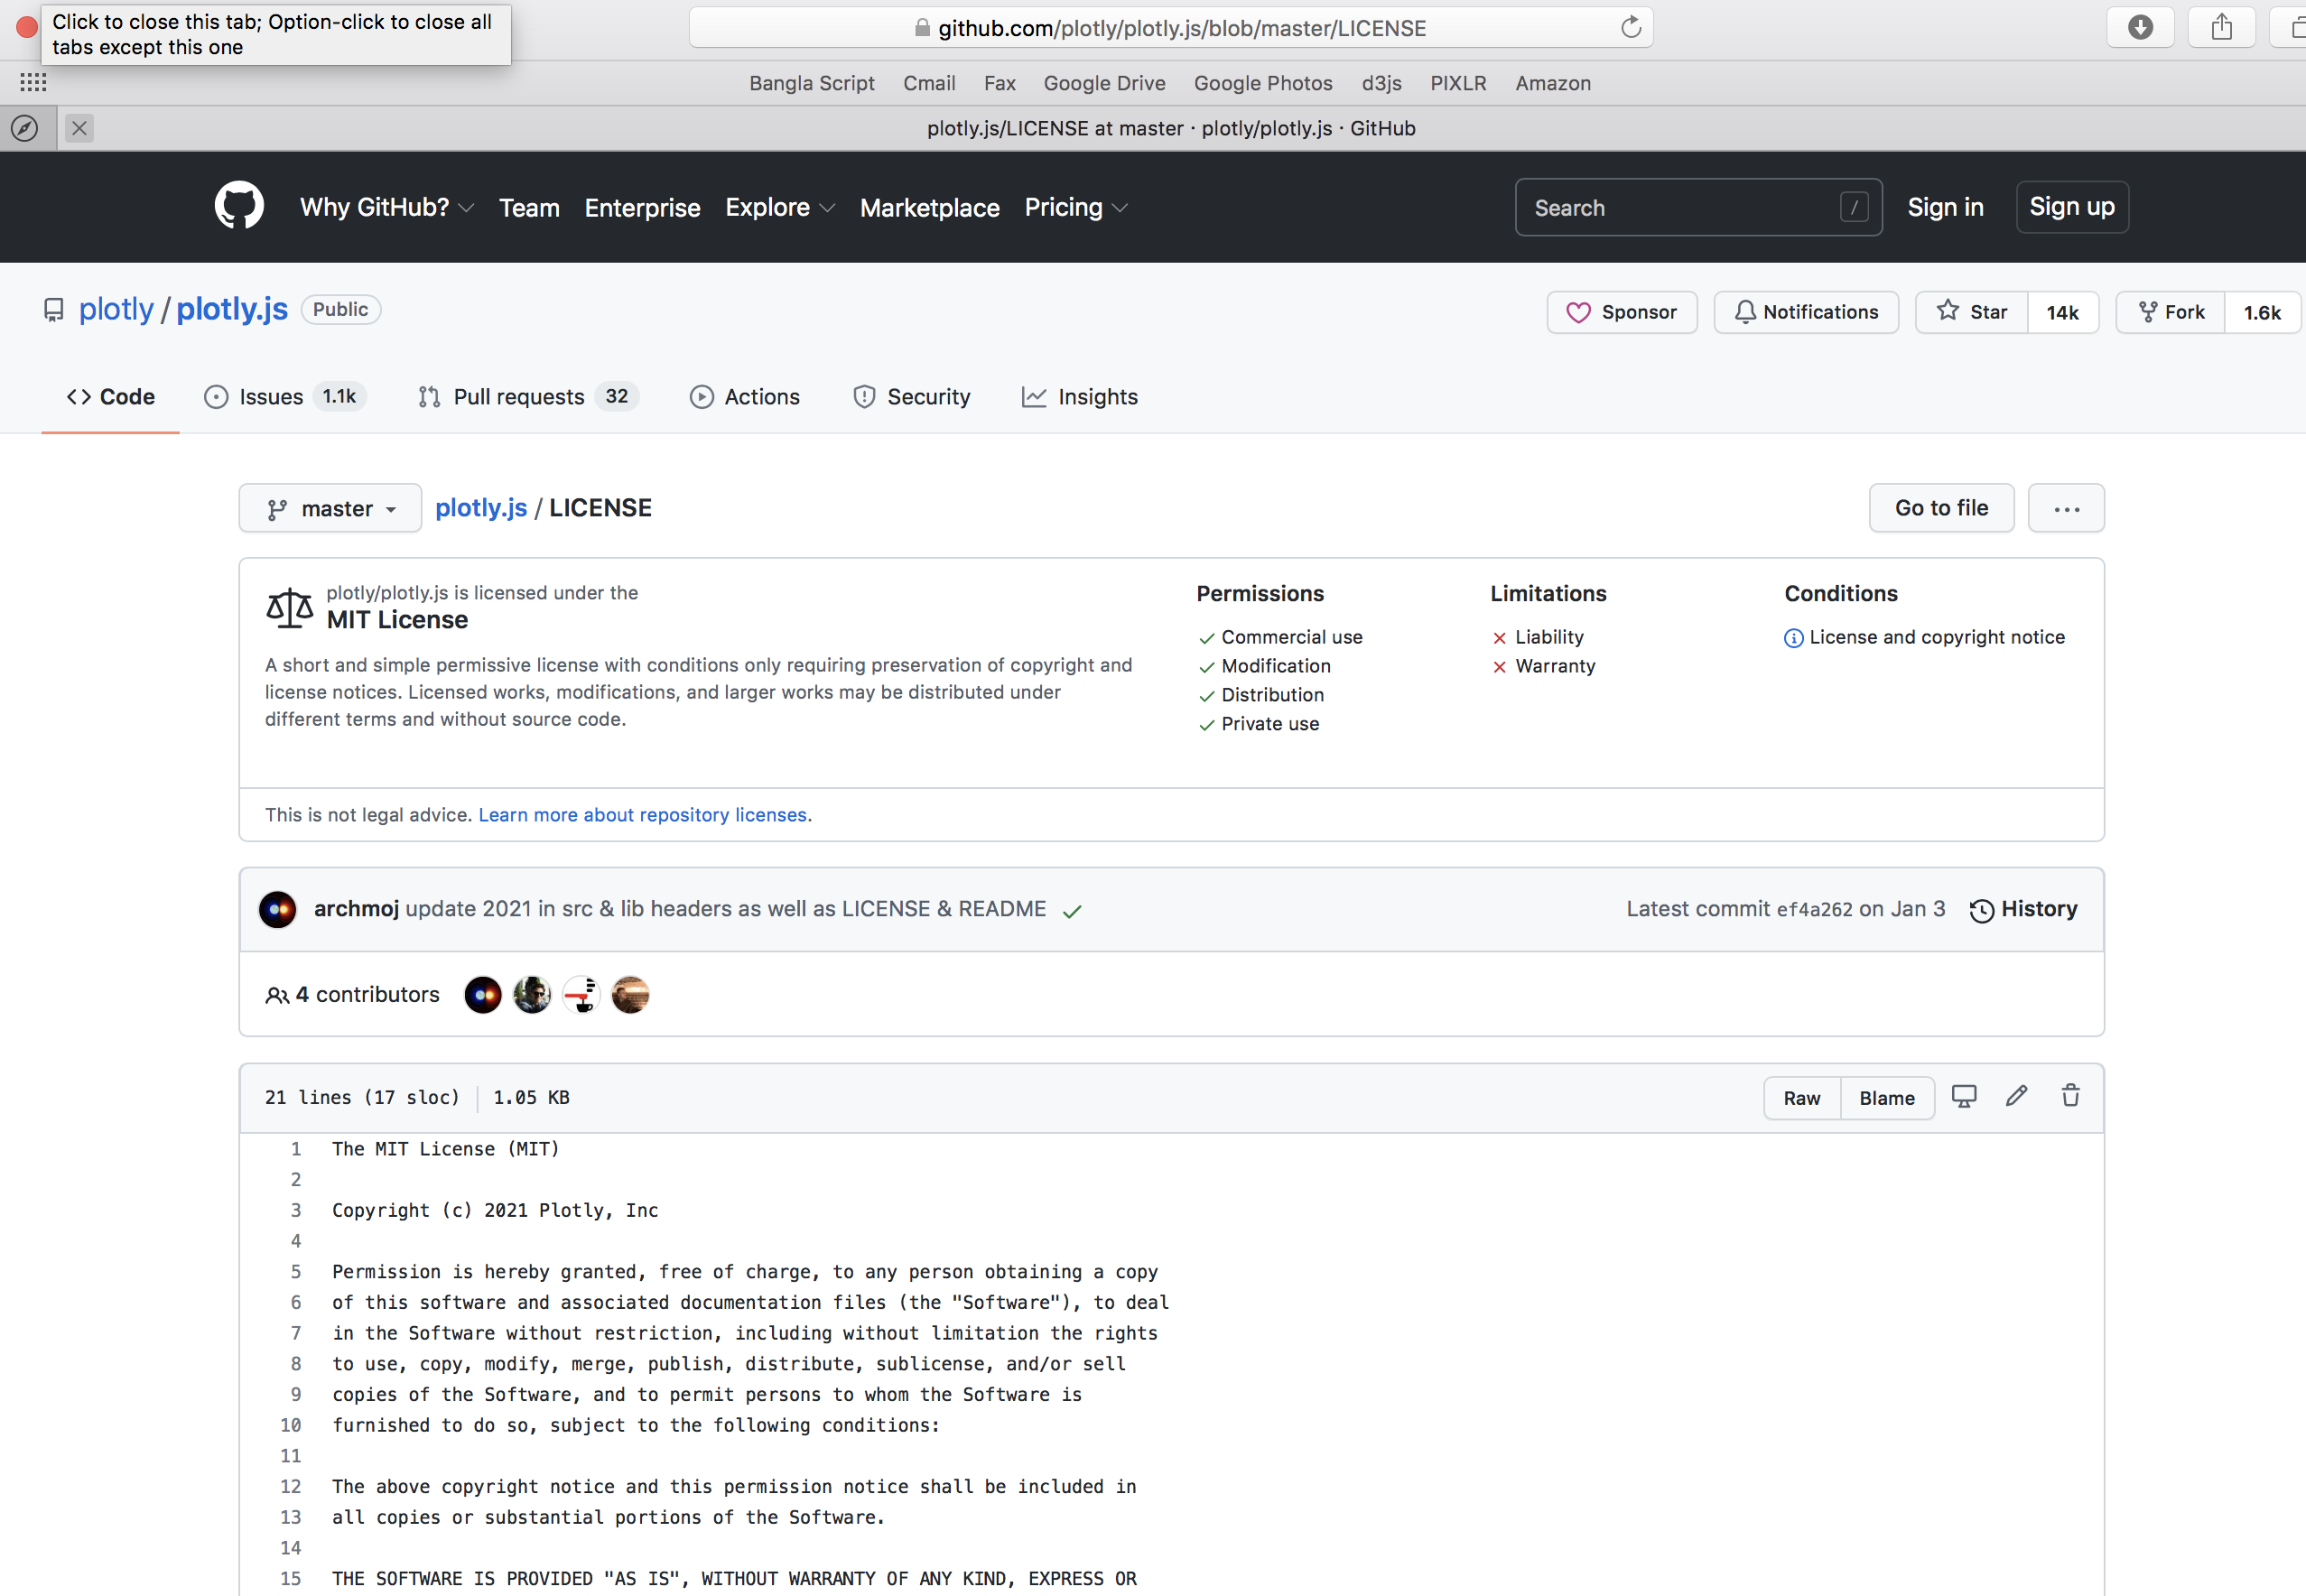 Click to close this tab; Option-click to close all
tabs except this one
github.com/plotly/plotly.js/blob/master/LICENSE
Bangla Script Cmail Fax Google Drive Google Photos d3js PIXLR Amazon
plotly.js/LICENSE at master · plotly/plotly.js · GitHub
Why GitHub? Team Enterprise Explore Marketplace Pricing Search / Sign in Sign up
plotly / plotly.js Public Sponsor Notifications Star 14k Fork 1.6k
Code Issues 1.1k Pull requests 32 Actions Security Insights
master plotly.js / LICENSE Go to file ...
plotly/plotly.js is licensed under the
MIT License
A short and simple permissive license with conditions only requiring preservation of copyright and
license notices. Licensed works, modifications, and larger works may be distributed under
different terms and without source code.
Permissions
Commercial use
Modification
Distribution
Private use
Limitations
Liability
Warranty
Conditions
License and copyright notice
This is not legal advice. Learn more about repository licenses.
archmoj update 2021 in src & lib headers as well as LICENSE & README Latest commit ef4a262 on Jan 3 History
4 contributors
21 lines (17 sloc) 1.05 KB Raw Blame
1 The MIT License (MIT)
2
3 Copyright (c) 2021 Plotly, Inc
4
5 Permission is hereby granted, free of charge, to any person obtaining a copy
6 of this software and associated documentation files (the "Software"), to deal
7 in the Software without restriction, including without limitation the rights
8 to use, copy, modify, merge, publish, distribute, sublicense, and/or sell
9 copies of the Software, and to permit persons to whom the Software is
10 furnished to do so, subject to the following conditions:
11
12 The above copyright notice and this permission notice shall be included in
13 all copies or substantial portions of the Software.
14
15 THE SOFTWARE IS PROVIDED "AS IS", WITHOUT WARRANTY OF ANY KIND, EXPRESS OR